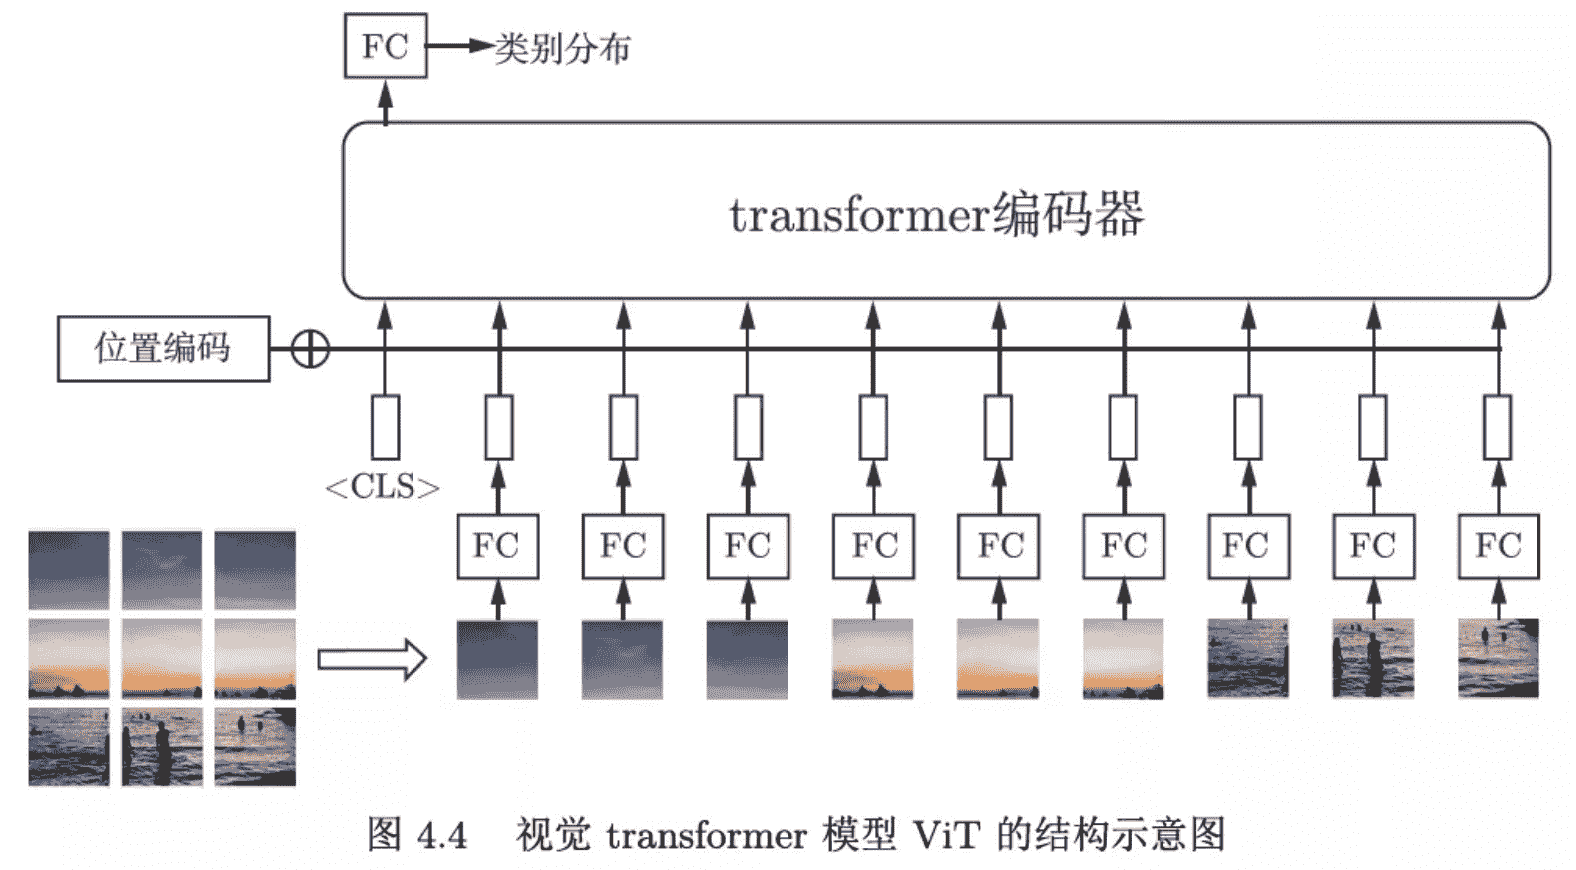 FC
类别分布
transformer编码器
位置编码
<CLS>
FC FC FC FC FC FC FC FC FC
图 4.4 视觉 transformer 模型 ViT 的结构示意图